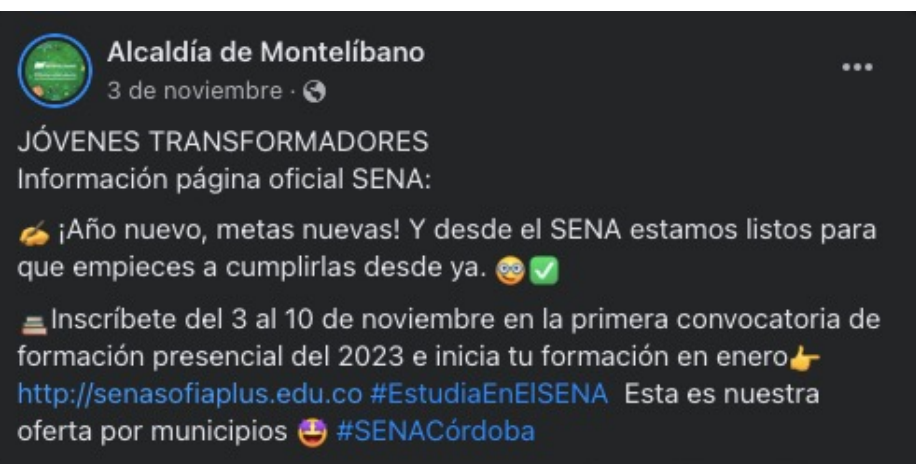 Alcaldía de Montelíbano
3 de noviembre ·
JÓVENES TRANSFORMADORES
Información página oficial SENA:
✍️ ¡Año nuevo, metas nuevas! Y desde el SENA estamos listos para
que empieces a cumplirlas desde ya. 🤓✅
📚Inscríbete del 3 al 10 de noviembre en la primera convocatoria de
formación presencial del 2023 e inicia tu formación en enero👉
http://senasofiaplus.edu.co #EstudiaEnElSENA Esta es nuestra
oferta por municipios 🤩 #SENACórdoba